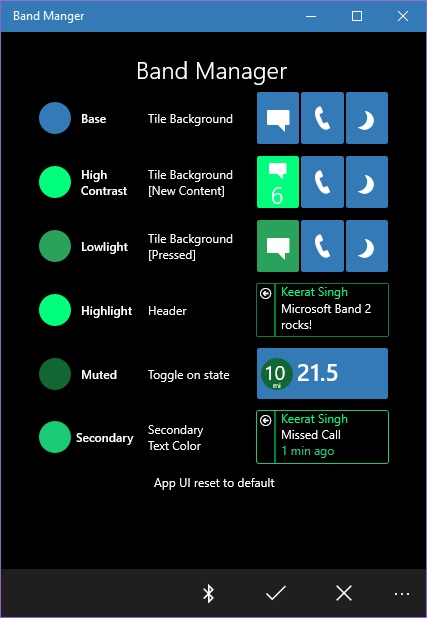 Band Manger
Band Manager
Base
Tile Background
High
Contrast
Tile Background
[New Content]
6
Lowlight
Tile Background
[Pressed]
Highlight
Header
Keerat Singh
Microsoft Band 2
rocks!
Muted
Toggle on state
10
mi
21.5
Secondary
Secondary
Text Color
Keerat Singh
Missed Call
1 min ago
App UI reset to default